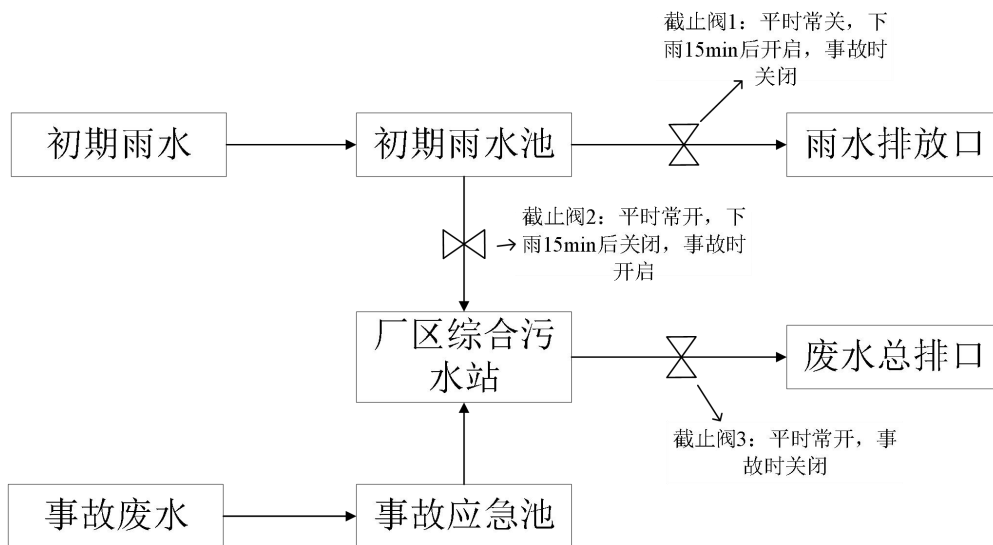 截止阀1：平时常关，下
雨15min后开启，事故时
关闭
初期雨水
初期雨水池
雨水排放口
截止阀2：平时常开，下
雨15min后关闭，事故时
开启
厂区综合污
水站
废水总排口
截止阀3：平时常开，事
故时关闭
事故废水
事故应急池